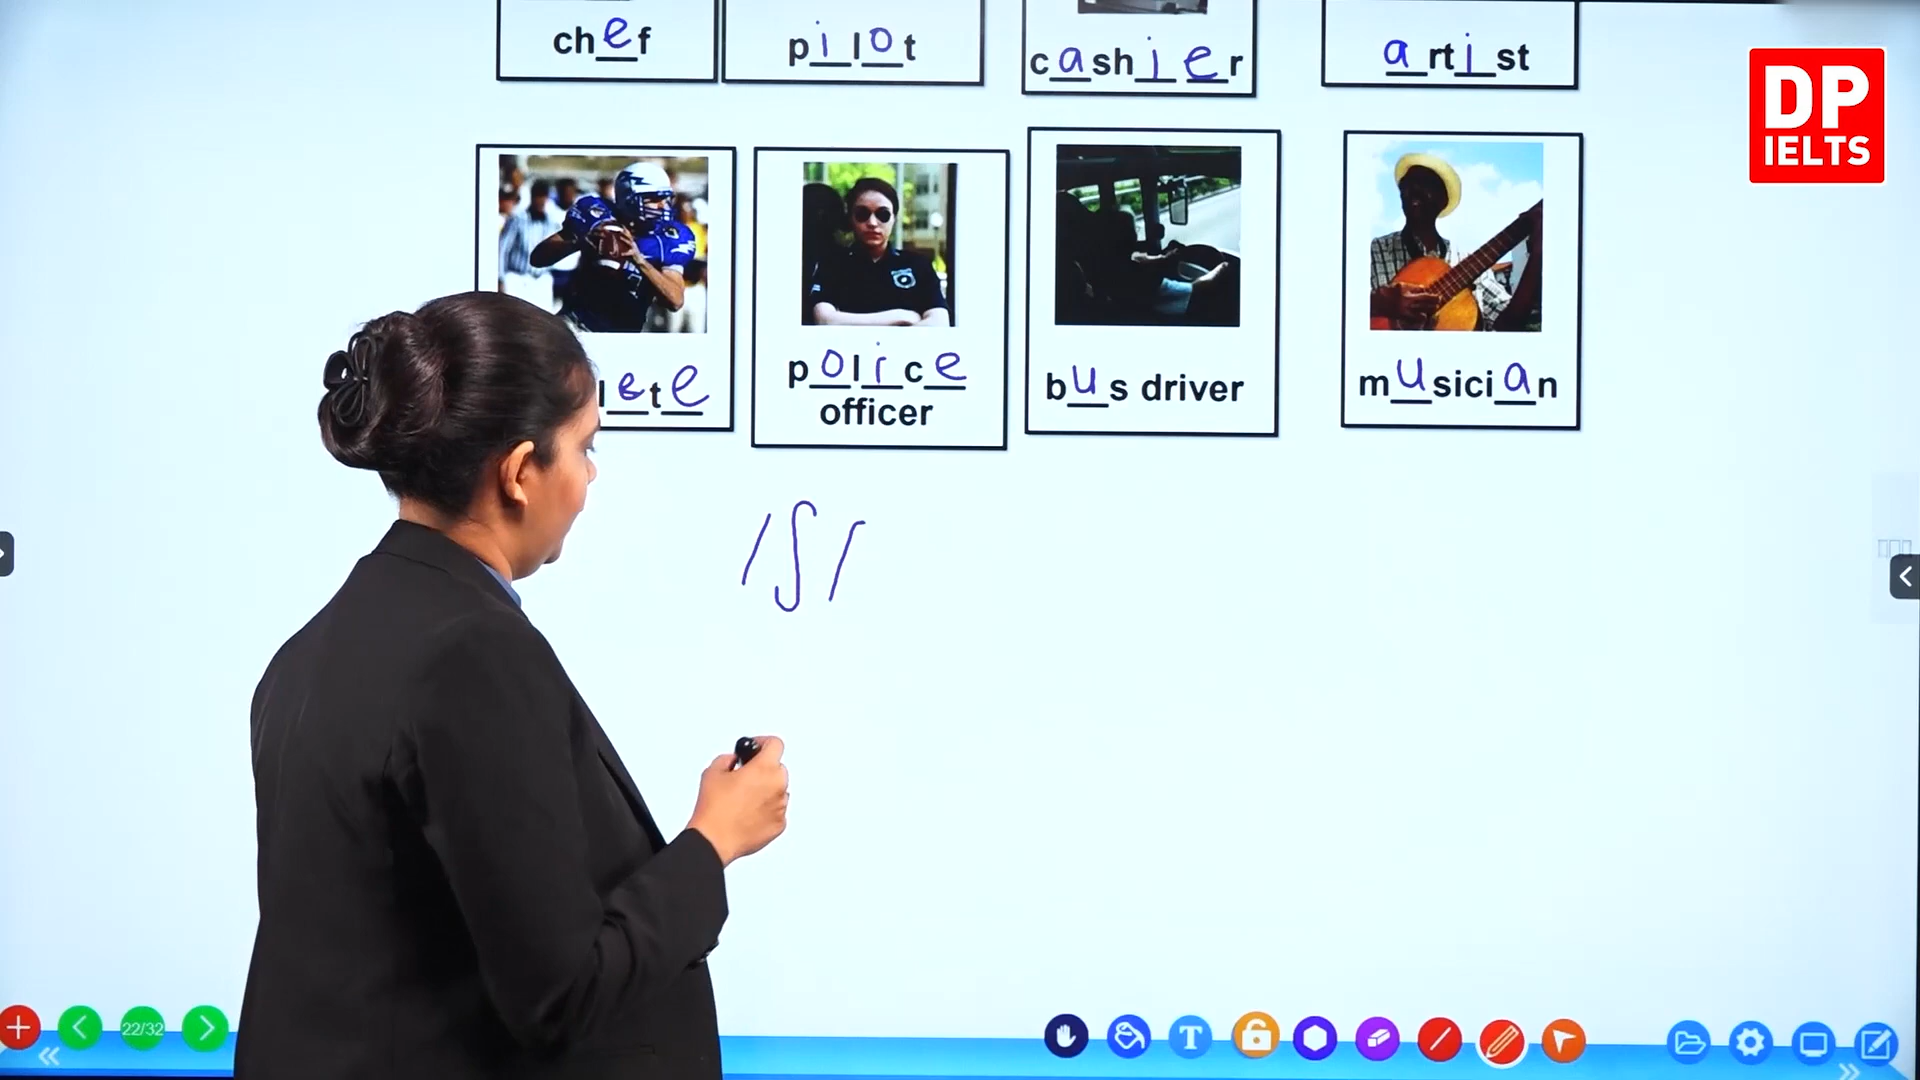 chef
pilot
cashier
artist
DP
IELTS
lete
police
officer
bus driver
musician
/ʃ/
22/32
T